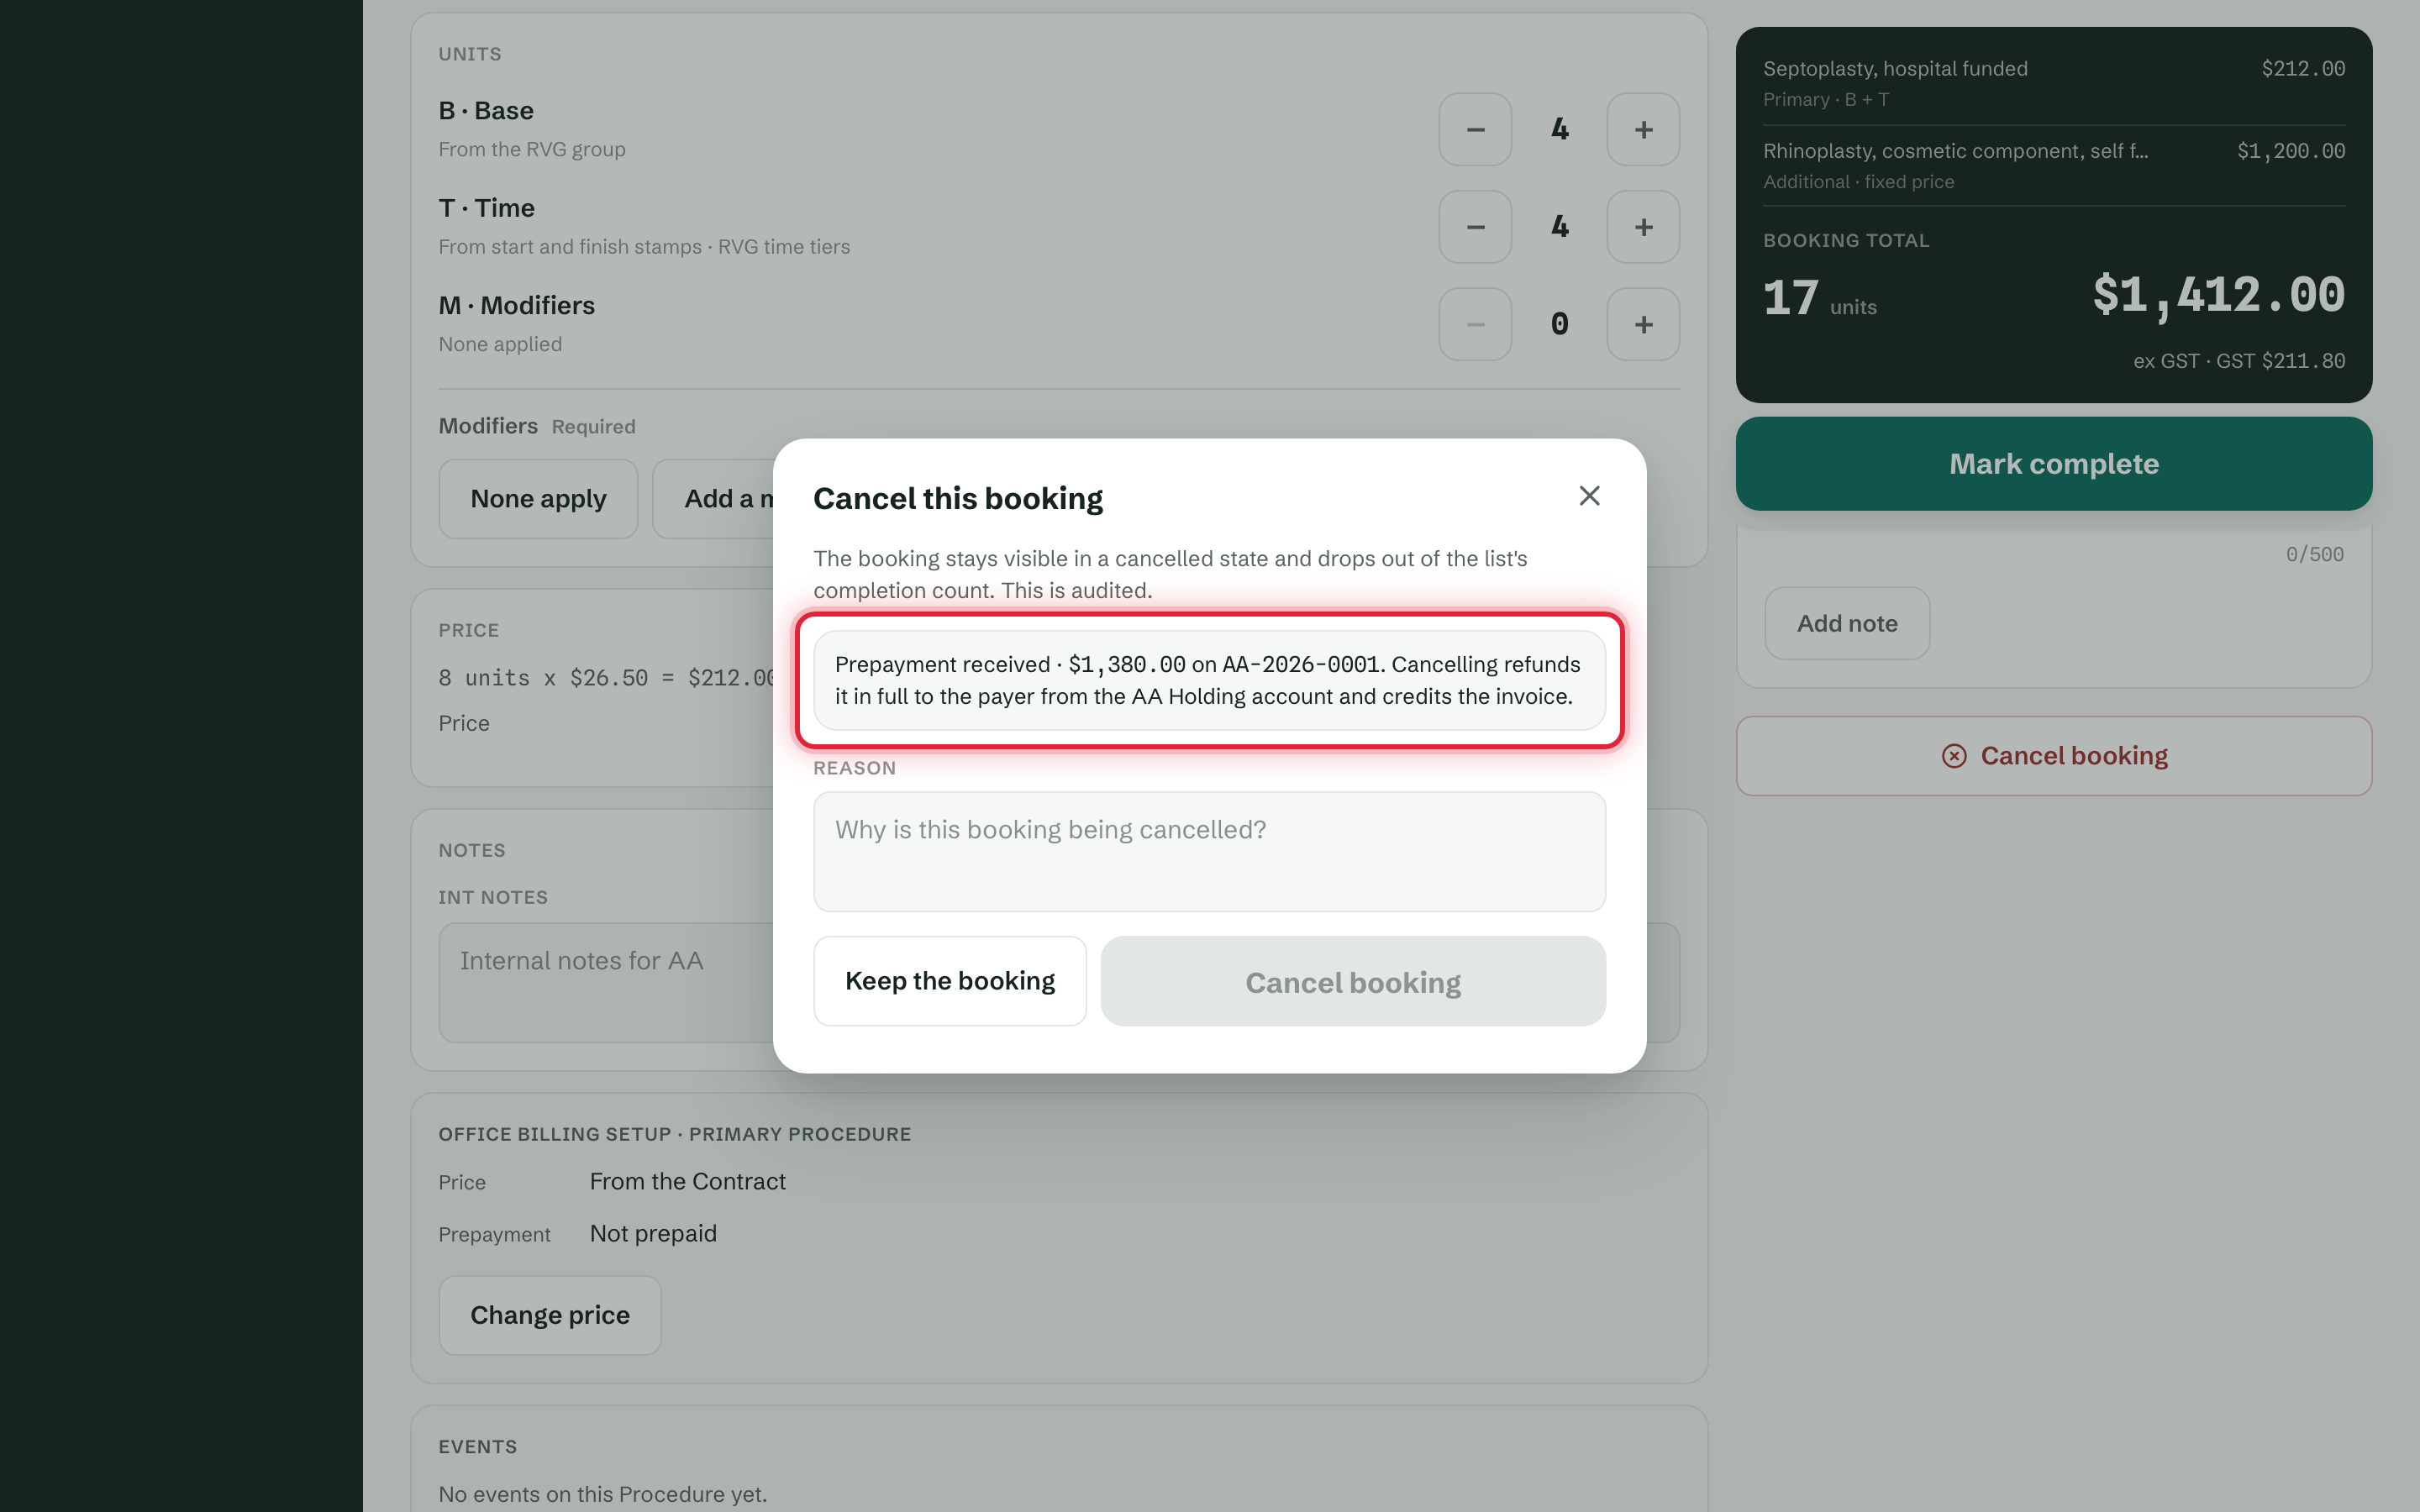 UNITS
B · Base
From the RVG group
− 4 +
T · Time
From start and finish stamps · RVG time tiers
− 4 +
M · Modifiers
None applied
− 0 +
Modifiers Required
None apply
Add a m
PRICE
8 units x $26.50 = $212.00
Price
NOTES
INT NOTES
Internal notes for AA
OFFICE BILLING SETUP · PRIMARY PROCEDURE
Price From the Contract
Prepayment Not prepaid
Change price
EVENTS
No events on this Procedure yet.
Cancel this booking
The booking stays visible in a cancelled state and drops out of the list's
completion count. This is audited.
Prepayment received · $1,380.00 on AA-2026-0001. Cancelling refunds
it in full to the payer from the AA Holding account and credits the invoice.
REASON
Why is this booking being cancelled?
Keep the booking
Cancel booking
Septoplasty, hospital funded $212.00
Primary · B + T
Rhinoplasty, cosmetic component, self f... $1,200.00
Additional · fixed price
BOOKING TOTAL
17 units $1,412.00
ex GST · GST $211.80
Mark complete
0/500
Add note
Cancel booking